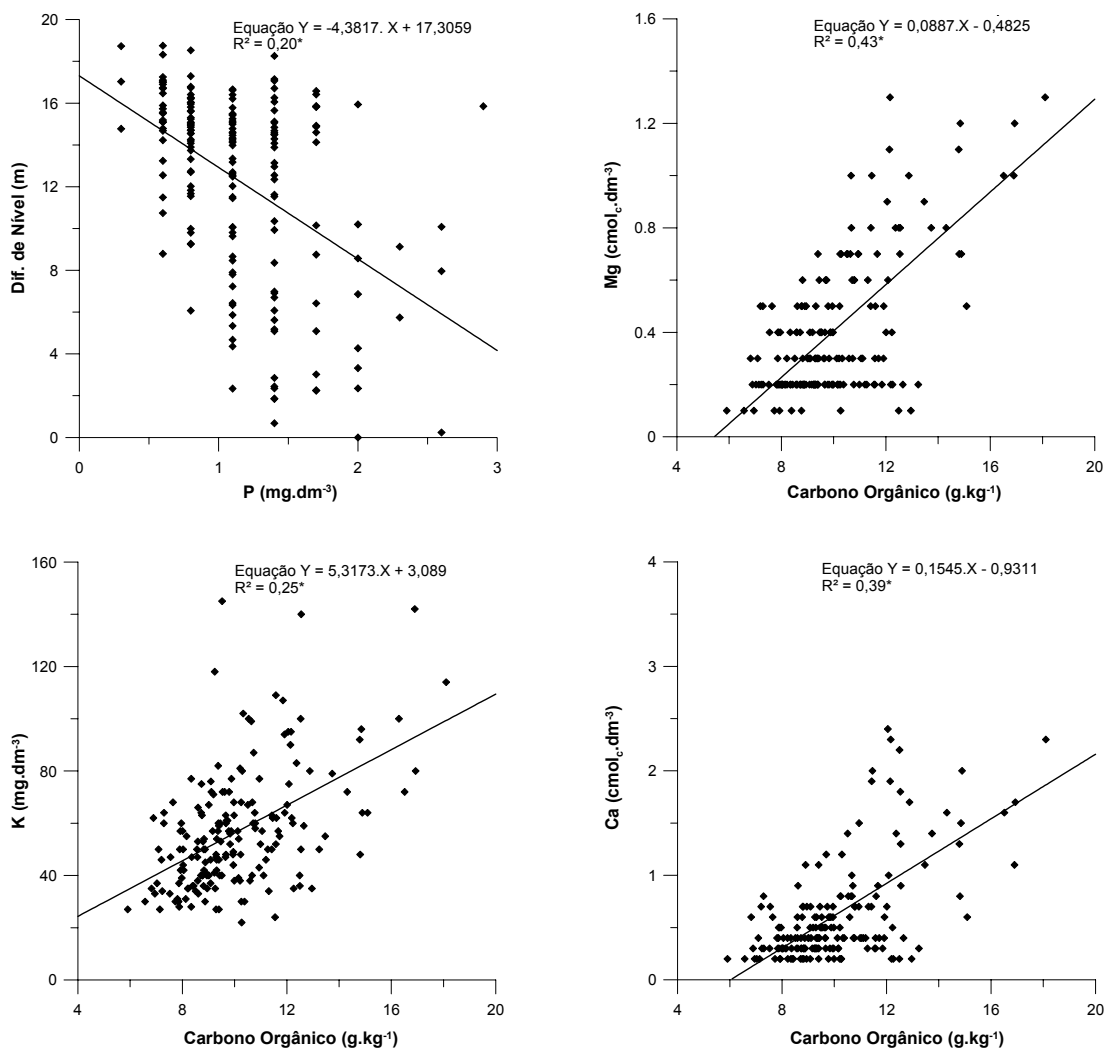 Equação Y = -4,3817. X + 17,3059
R² = 0,20*
20
16
12
8
4
0
Dif. de Nível (m)
0
1
2
3
P (mg.dm⁻³)
Equação Y = 0,0887.X - 0,4825
R² = 0,43*
1.6
1.2
0.8
0.4
0
Mg (cmol꜀.dm⁻³)
4
8
12
16
20
Carbono Orgânico (g.kg⁻¹)
Equação Y = 5,3173.X + 3,089
R² = 0,25*
160
120
80
40
0
K (mg.dm⁻³)
4
8
12
16
20
Carbono Orgânico (g.kg⁻¹)
Equação Y = 0,1545.X - 0,9311
R² = 0,39*
4
3
2
1
0
Ca (cmol꜀.dm⁻³)
4
8
12
16
20
Carbono Orgânico (g.kg⁻¹)